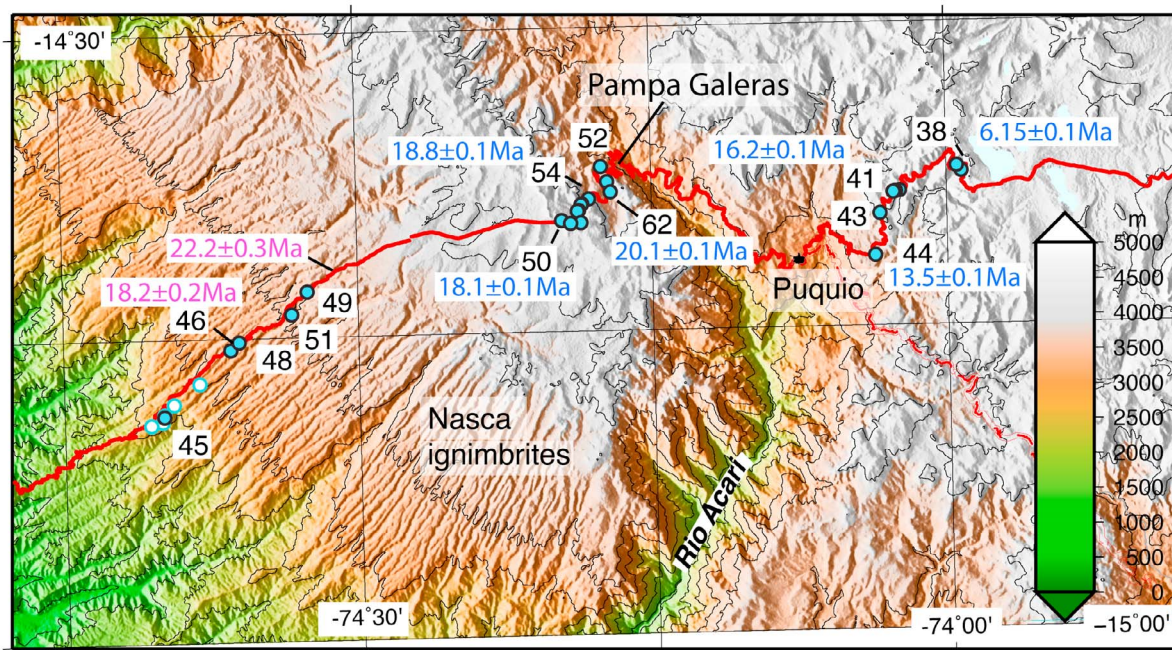 -14˚30'
Pampa Galeras
52
38
6.15±0.1Ma
18.8±0.1Ma
16.2±0.1Ma
54
41
43
62
m
5000
22.2±0.3Ma
50
20.1±0.1Ma
44
4500
18.2±0.2Ma
18.1±0.1Ma
13.5±0.1Ma
Puquio
4000
49
46
51
3500
48
3000
Nasca
ignimbrites
2500
45
2000
Rio Acarí
1500
1000
500
0
-74˚30'
-74˚00'
−15˚00'